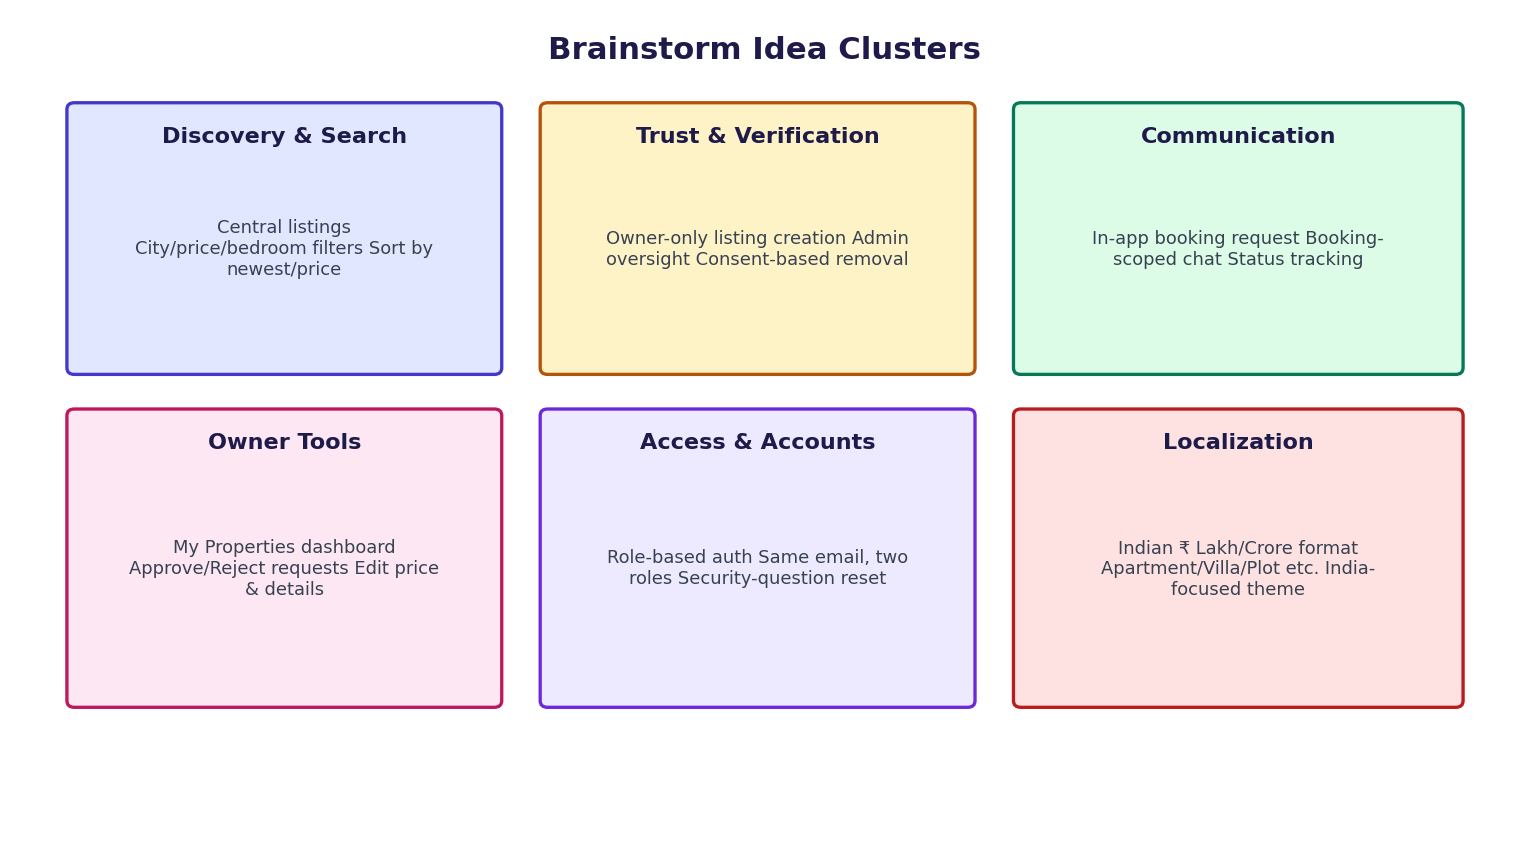 Brainstorm Idea Clusters
Discovery & Search
Central listings
City/price/bedroom filters Sort by
newest/price
Trust & Verification
Owner-only listing creation Admin
oversight Consent-based removal
Communication
In-app booking request Booking-
scoped chat Status tracking
Owner Tools
My Properties dashboard
Approve/Reject requests Edit price
& details
Access & Accounts
Role-based auth Same email, two
roles Security-question reset
Localization
Indian ₹ Lakh/Crore format
Apartment/Villa/Plot etc. India-
focused theme